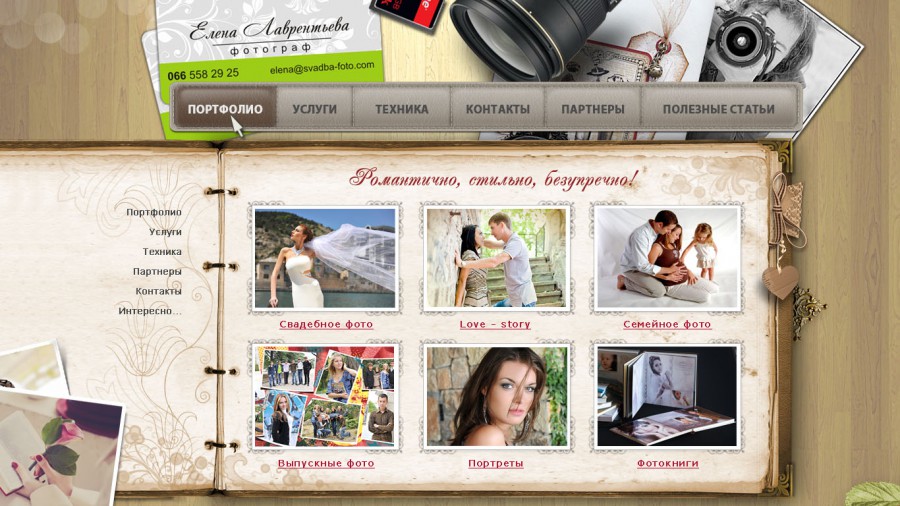 Елена Лаврентьева
фотограф
066 558 29 25
elena@svadba-foto.com
ПОРТФОЛИО
УСЛУГИ
ТЕХНИКА
КОНТАКТЫ
ПАРТНЕРЫ
ПОЛЕЗНЫЕ СТАТЬИ
Романтично, стильно, безупречно!
Портфолио
Услуги
Техника
Партнеры
Контакты
Интересно...
Свадебное фото
Love - story
Семейное фото
Выпускные фото
Портреты
Фотокниги